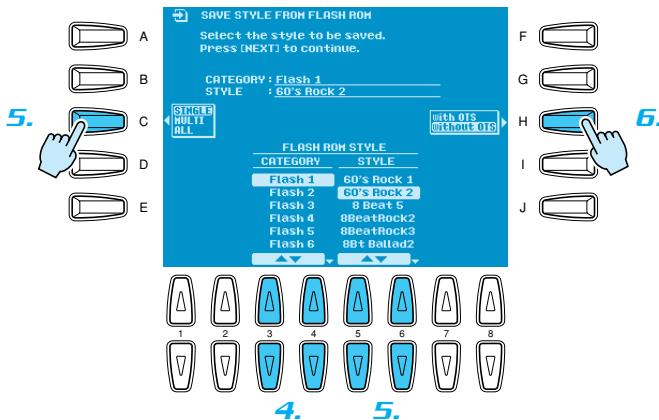 SAVE STYLE FROM FLASH ROM
Select the style to be saved.
Press [NEXT] to continue.
CATEGORY : Flash 1
STYLE : 60's Rock 2
SINGLE
MULTI
ALL
with OTS
without OTS
FLASH ROM STYLE
CATEGORY STYLE
Flash 1 60's Rock 1
Flash 2 60's Rock 2
Flash 3 8 Beat 5
Flash 4 8BeatRock2
Flash 5 8BeatRock3
Flash 6 8Bt Ballad2
A
B
5. C
D
E
F
G
H 6.
I
J
1 2 3 4 5 6 7 8
4. 5.